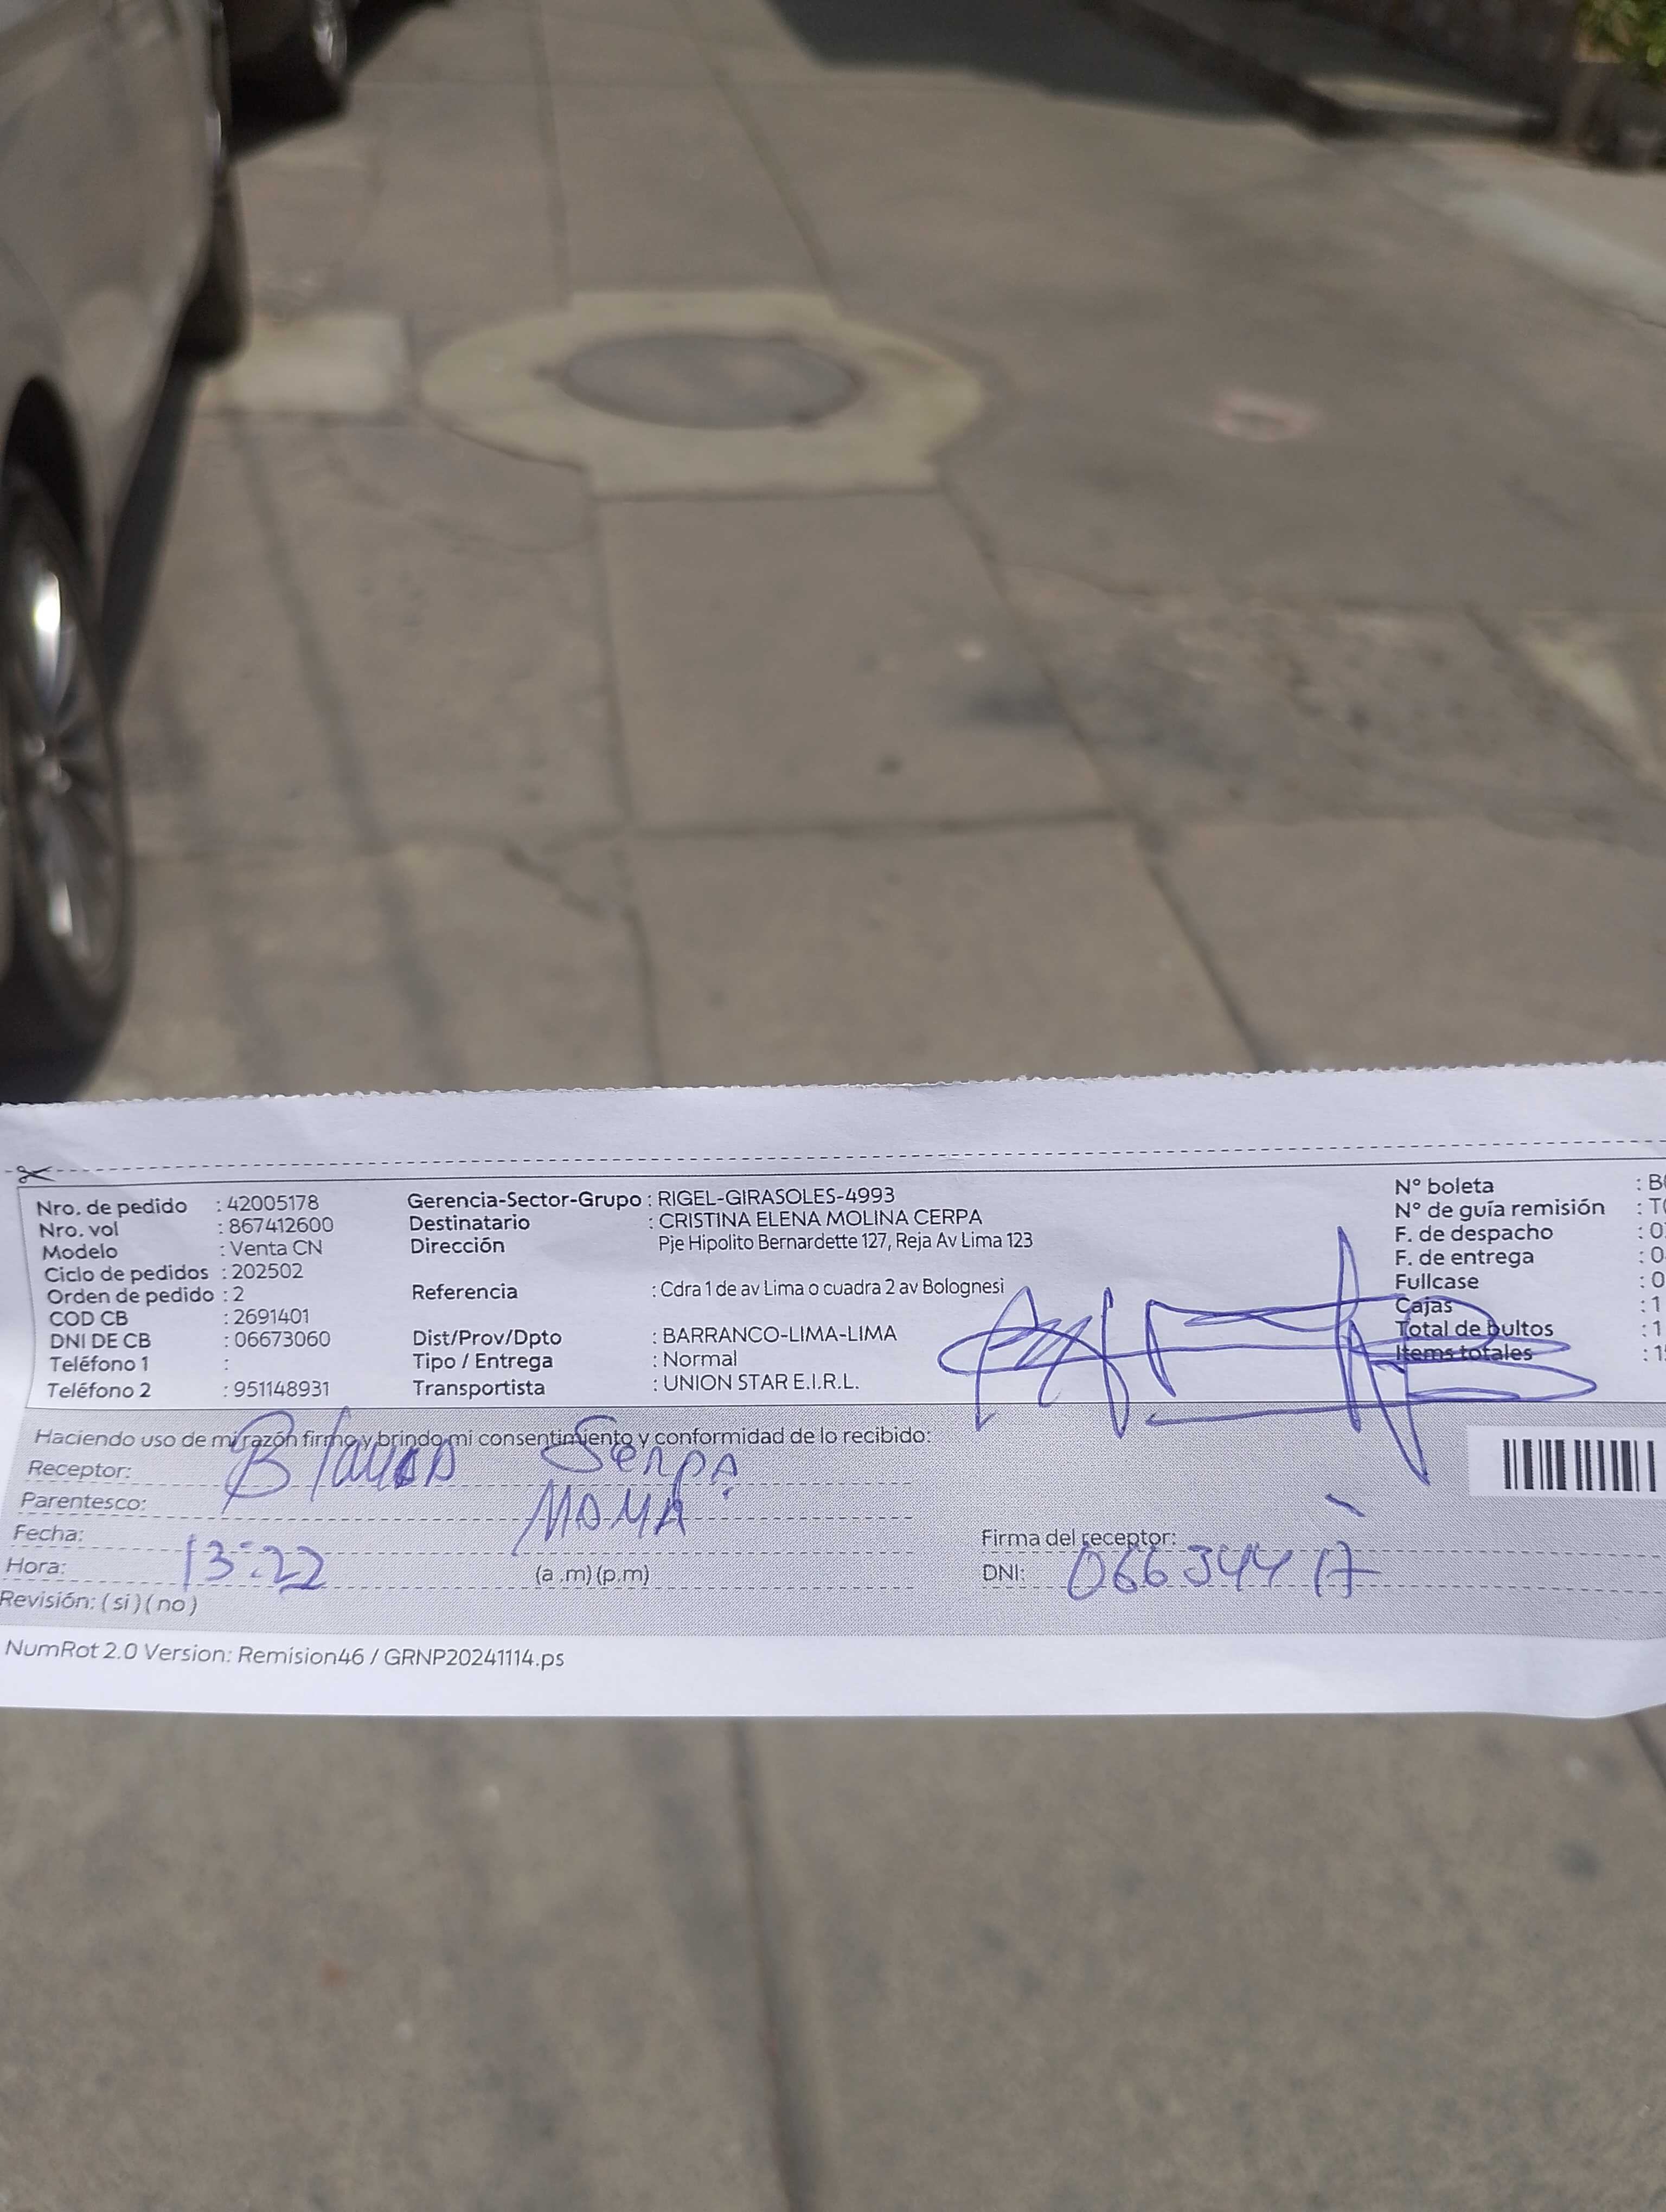 Nro. de pedido : 42005178
Nro. vol : 867412600
Modelo : Venta CN
Ciclo de pedidos : 202502
Orden de pedido : 2
COD CB : 2691401
DNI DE CB : 06673060
Teléfono 1 :
Teléfono 2 : 951148931
Gerencia-Sector-Grupo : RIGEL-GIRASOLES-4993
Destinatario : CRISTINA ELENA MOLINA CERPA
Dirección Pje Hipolito Bernardette 127, Reja Av Lima 123
Referencia : Cdra 1 de av Lima o cuadra 2 av Bolognesi
Dist/Prov/Dpto : BARRANCO-LIMA-LIMA
Tipo / Entrega : Normal
Transportista : UNION STAR E.I.R.L.
N° boleta : B
N° de guía remisión : T
F. de despacho : 0
F. de entrega : 0
Fullcase : 0
Cajas : 1
Total de bultos : 1
Items totales : 1
Haciendo uso de mi razón firmo y brindo mi consentimiento y conformidad de lo recibido:
Receptor: Serpa
Parentesco: MAMA
Fecha:
Hora: 13:22 (a.m) (p.m)
Revisión: (si) (no)
Firma del receptor:
DNI: 06634417
NumRot 2.0 Version: Remision46 / GRNP20241114.ps